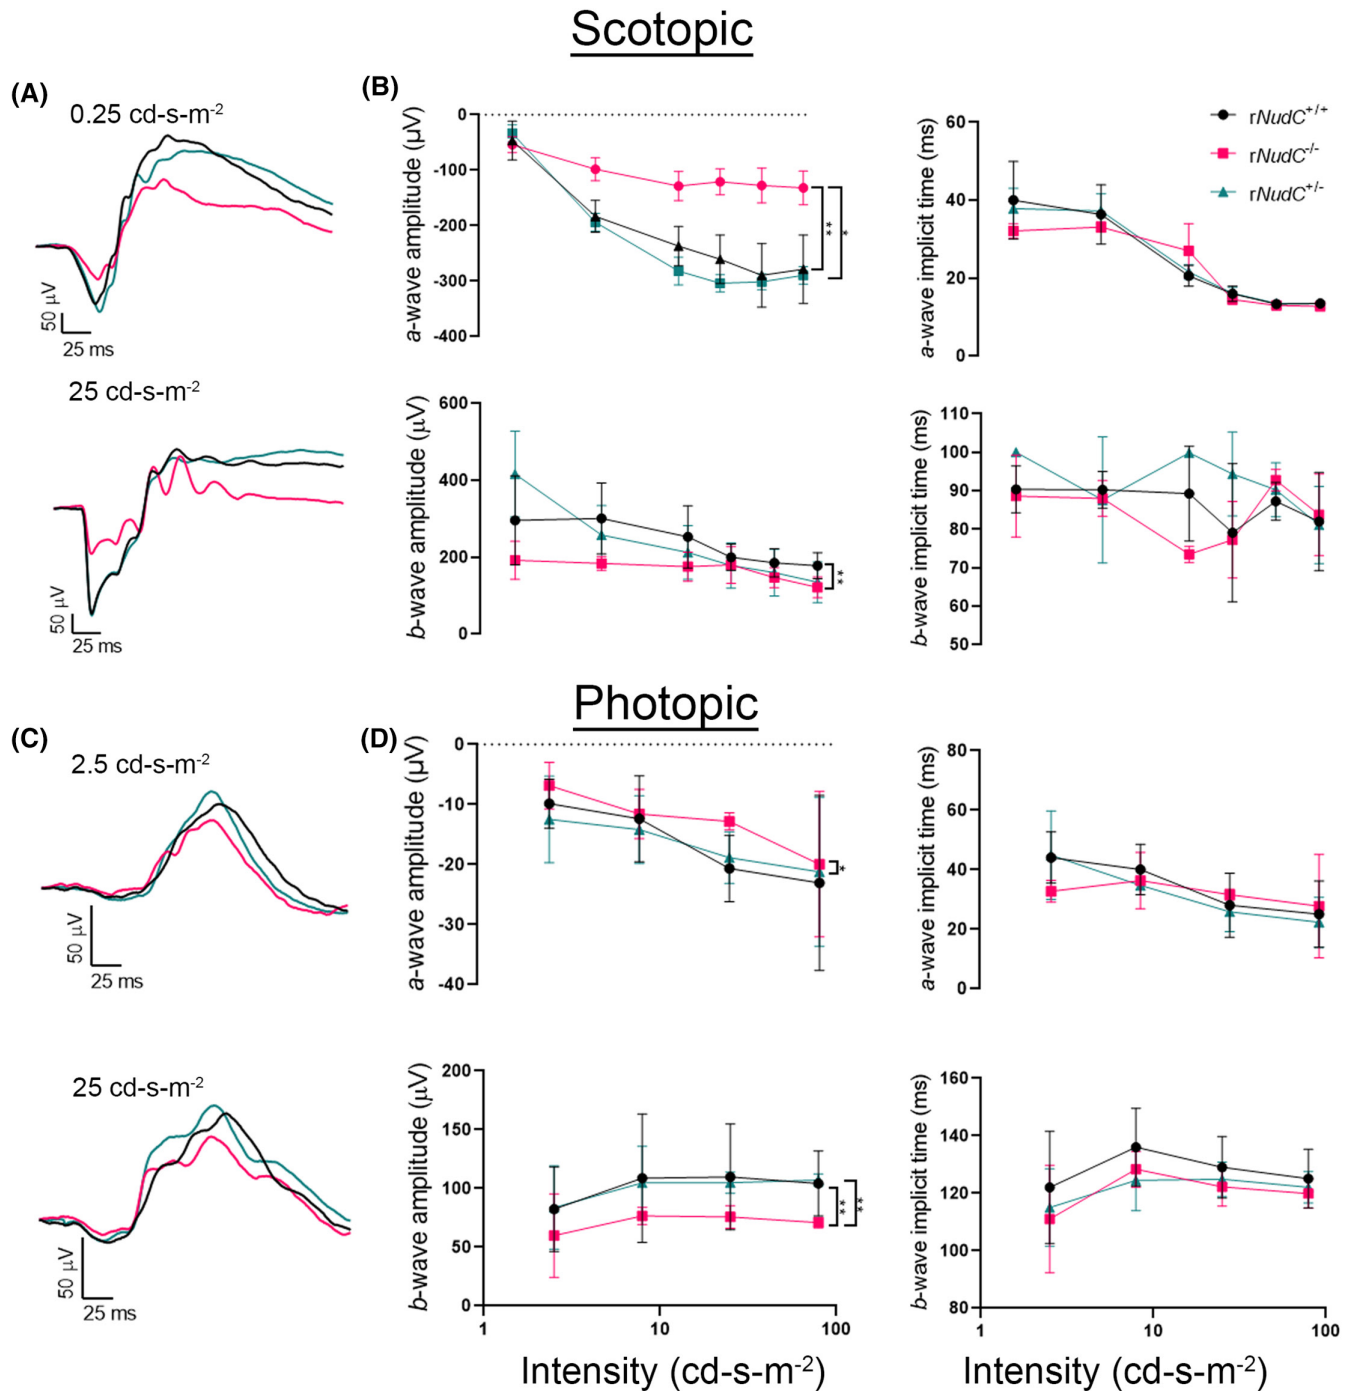 Scotopic
(A)
0.25 cd-s-m-2
50 µV
25 ms
25 cd-s-m-2
50 µV
25 ms
(B)
a-wave amplitude (µV)
0
-100
-200
-300
-400
**
*
a-wave implicit time (ms)
60
40
20
0
rNudC+/+
rNudC-/-
rNudC+/-
b-wave amplitude (µV)
600
400
200
0
**
b-wave implicit time (ms)
110
100
90
80
70
60
50
Photopic
(C)
2.5 cd-s-m-2
50 µV
25 ms
25 cd-s-m-2
50 µV
25 ms
(D)
a-wave amplitude (µV)
0
-10
-20
-30
-40
*
a-wave implicit time (ms)
80
60
40
20
0
b-wave amplitude (µV)
200
150
100
50
0
**
**
1
10
100
Intensity (cd-s-m-2)
b-wave implicit time (ms)
160
140
120
100
80
1
10
100
Intensity (cd-s-m-2)